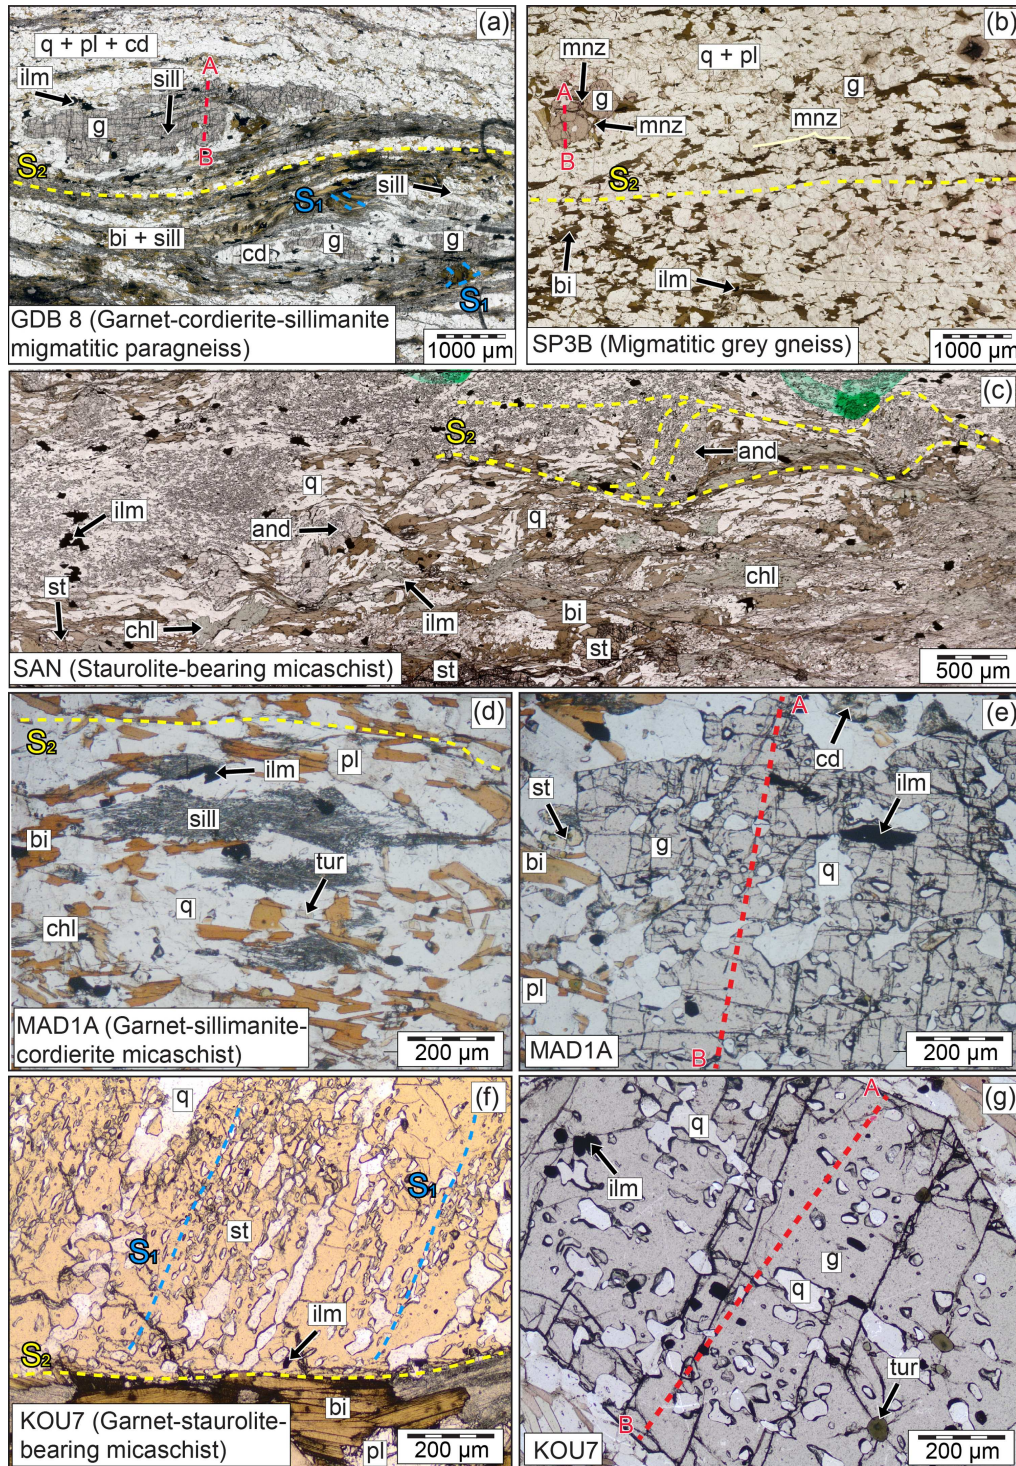 (a)
q + pl + cd
ilm
sill
A
g
B
S2
sill
S1
bi + sill
cd
g
g
S1
GDB 8 (Garnet-cordierite-sillimanite
migmatitic paragneiss)
1000 µm
(b)
mnz
q + pl
A
g
g
mnz
mnz
B
S2
bi
ilm
SP3B (Migmatitic grey gneiss)
1000 µm
(c)
S2
and
q
ilm
q
and
st
chl
chl
ilm
bi
st
st
SAN (Staurolite-bearing micaschist)
500 µm
(d)
S2
pl
ilm
sill
bi
tur
q
chl
MAD1A (Garnet-sillimanite-
cordierite micaschist)
200 µm
(e)
A
cd
st
ilm
bi
g
q
pl
B
MAD1A
200 µm
(f)
q
S1
st
S1
ilm
S2
bi
KOU7 (Garnet-staurolite-
bearing micaschist)
pl
200 µm
(g)
A
q
ilm
g
q
tur
B
KOU7
200 µm